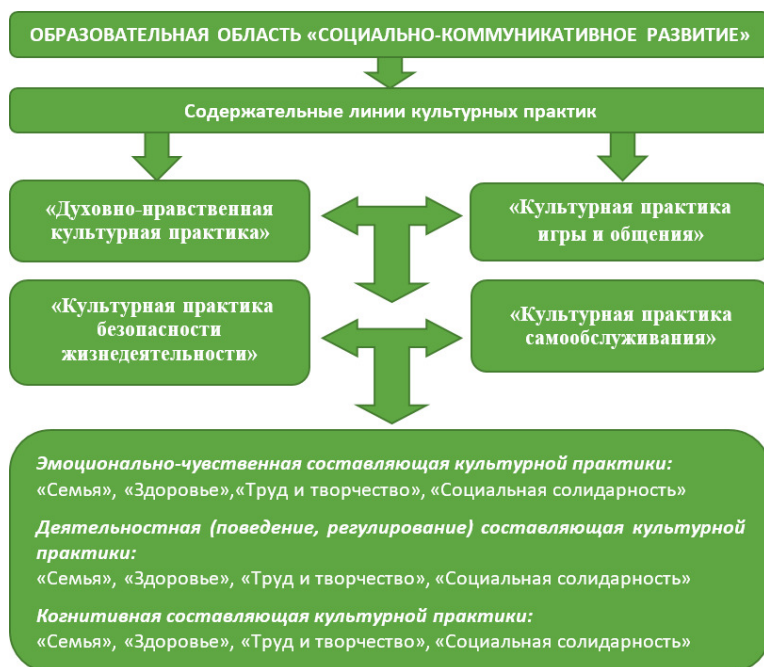 ОБРАЗОВАТЕЛЬНАЯ ОБЛАСТЬ «СОЦИАЛЬНО-КОММУНИКАТИВНОЕ РАЗВИТИЕ»
Содержательные линии культурных практик
«Духовно-нравственная
культурная практика»
«Культурная практика
игры и общения»
«Культурная практика
безопасности
жизнедеятельности»
«Культурная практика
самообслуживания»
Эмоционально-чувственная составляющая культурной практики:
«Семья», «Здоровье»,«Труд и творчество», «Социальная солидарность»
Деятельностная (поведение, регулирование) составляющая культурной
практики:
«Семья», «Здоровье», «Труд и творчество», «Социальная солидарность»
Когнитивная составляющая культурной практики:
«Семья», «Здоровье», «Труд и творчество», «Социальная солидарность»